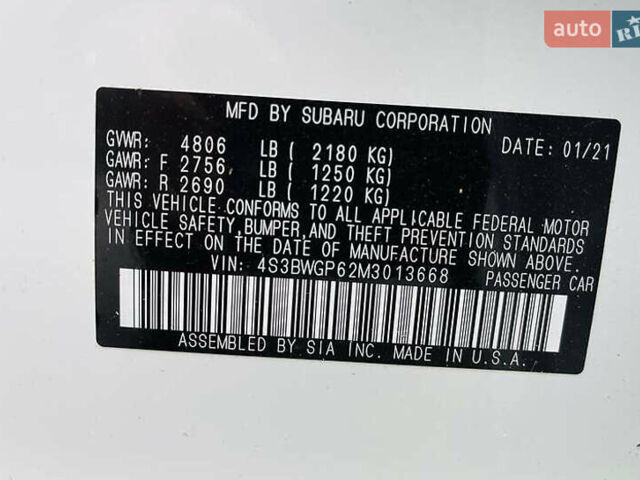 auto
RI
MFD BY SUBARU CORPORATION
GVWR: 4806 LB ( 2180 KG) DATE: 01/21
GAWR: F 2756 LB ( 1250 KG)
GAWR: R 2690 LB ( 1220 KG)
THIS VEHICLE CONFORMS TO ALL APPLICABLE FEDERAL MOTOR
VEHICLE SAFETY, BUMPER, AND THEFT PREVENTION STANDARDS
IN EFFECT ON THE DATE OF MANUFACTURE SHOWN ABOVE.
VIN: 4S3BWGP62M3013668 PASSENGER CAR
ASSEMBLED BY SIA INC. MADE IN U.S.A.